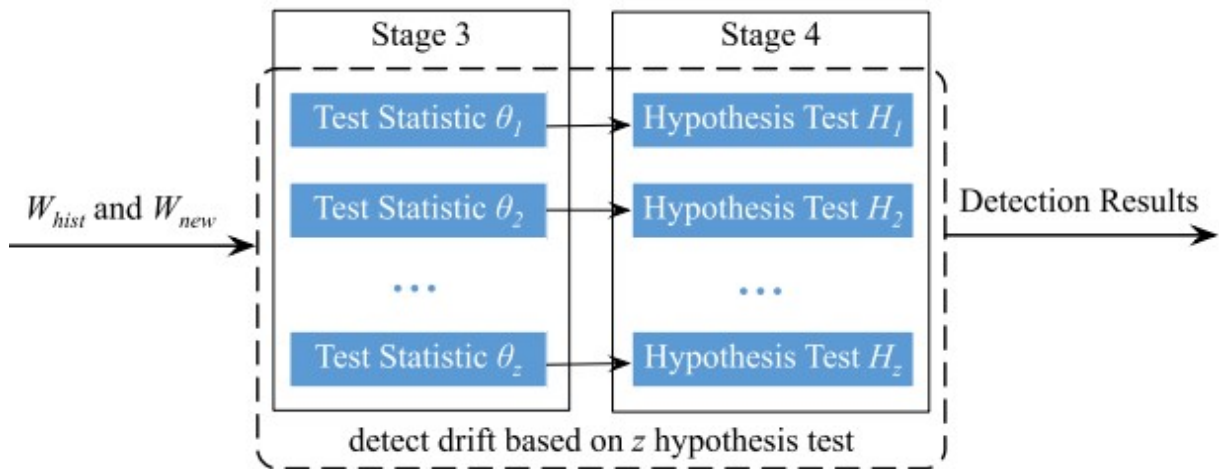 Stage 3
Stage 4
Test Statistic θ1
Hypothesis Test H1
W_hist and W_new
Test Statistic θ2
Hypothesis Test H2
Detection Results
...
...
Test Statistic θz
Hypothesis Test Hz
detect drift based on z hypothesis test